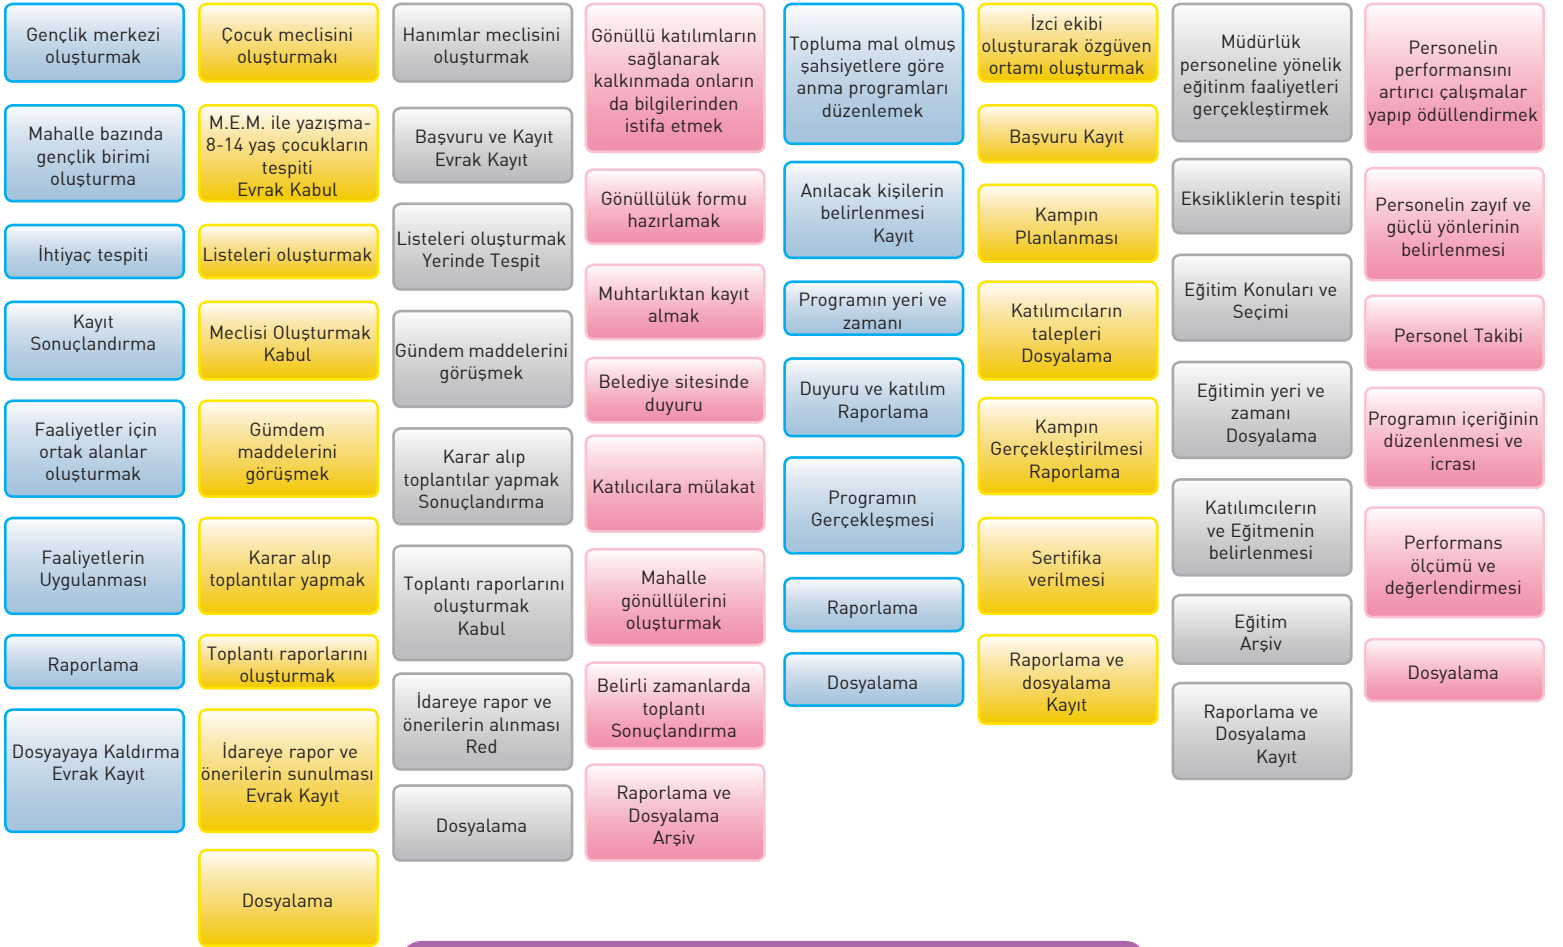 Gençlik merkezi
oluşturmak
Mahalle bazında
gençlik birimi
oluşturma
İhtiyaç tespiti
Kayıt
Sonuçlandırma
Faaliyetler için
ortak alanlar
oluşturmak
Faaliyetlerin
Uygulanması
Raporlama
Dosyayaya Kaldırma
Evrak Kayıt
Çocuk meclisini
oluşturmakı
M.E.M. ile yazışma-
8-14 yaş çocukların
tespiti
Evrak Kabul
Listeleri oluşturmak
Meclisi Oluşturmak
Kabul
Gümdem
maddelerini
görüşmek
Karar alıp
toplantılar yapmak
Toplantı raporlarını
oluşturmak
İdareye rapor ve
önerilerin sunulması
Evrak Kayıt
Dosyalama
Hanımlar meclisini
oluşturmak
Başvuru ve Kayıt
Evrak Kayıt
Listeleri oluşturmak
Yerinde Tespit
Gündem maddelerini
görüşmek
Karar alıp
toplantılar yapmak
Sonuçlandırma
Toplantı raporlarını
oluşturmak
Kabul
İdareye rapor ve
önerilerin alınması
Red
Dosyalama
Gönüllü katılımların
sağlanarak
kalkınmada onların
da bilgilerinden
istifa etmek
Gönüllülük formu
hazırlamak
Muhtarlıktan kayıt
almak
Belediye sitesinde
duyuru
Katılıcılara mülakat
Mahalle
gönüllülerini
oluşturmak
Belirli zamanlarda
toplantı
Sonuçlandırma
Raporlama ve
Dosyalama
Arşiv
Topluma mal olmuş
şahsiyetlere göre
anma programları
düzenlemek
Anılacak kişilerin
belirlenmesi
Kayıt
Programın yeri ve
zamanı
Duyuru ve katılım
Raporlama
Programın
Gerçekleşmesi
Raporlama
Dosyalama
İzci ekibi
oluşturarak özgüven
ortamı oluşturmak
Başvuru Kayıt
Kampın
Planlanması
Katılımcıların
talepleri
Dosyalama
Kampın
Gerçekleştirilmesi
Raporlama
Sertifika
verilmesi
Raporlama ve
dosyalama
Kayıt
Müdürlük
personeline yönelik
eğitinm faaliyetleri
gerçekleştirmek
Eksikliklerin tespiti
Eğitim Konuları ve
Seçimi
Eğitimin yeri ve
zamanı
Dosyalama
Katılımcılerın
ve Eğitmenin
belirlenmesi
Eğitim
Arşiv
Raporlama ve
Dosyalama
Kayıt
Personelin
performansını
artırıcı çalışmalar
yapıp ödüllendirmek
Personelin zayıf ve
güçlü yönlerinin
belirlenmesi
Personel Takibi
Programın içeriğinin
düzenlenmesi ve
icrası
Performans
ölçümü ve
değerlendirmesi
Dosyalama